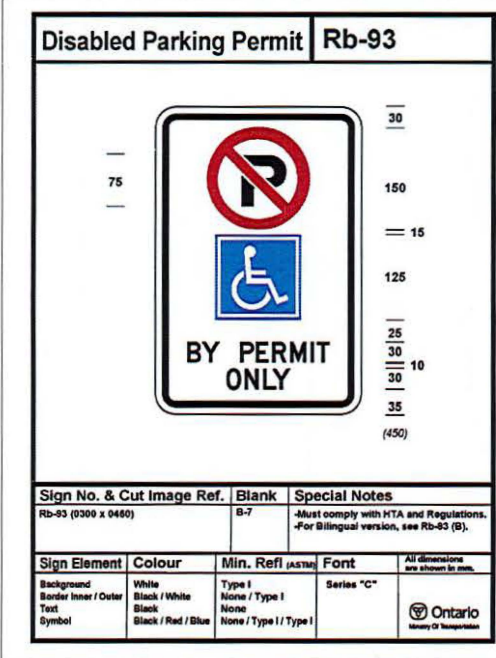 Disabled Parking Permit Rb-93
30
75
150
P
15
125
25
BY PERMIT
30
10
ONLY
30
35
(450)
Sign No. & Cut Image Ref. Blank Special Notes
Rb-93 (0300 x 0450) B-7 -Must comply with HTA and Regulations.
-For Bilingual version, see Rb-93 (B).
Sign Element Colour Min. Refl (ASTM) Font All dimensions
are shown in mm.
Background White Type I Series "C"
Border Inner / Outer Black / White None / Type I
Text Black None
Symbol Black / Red / Blue None / Type I / Type I
Ontario
Ministry Of Transportation